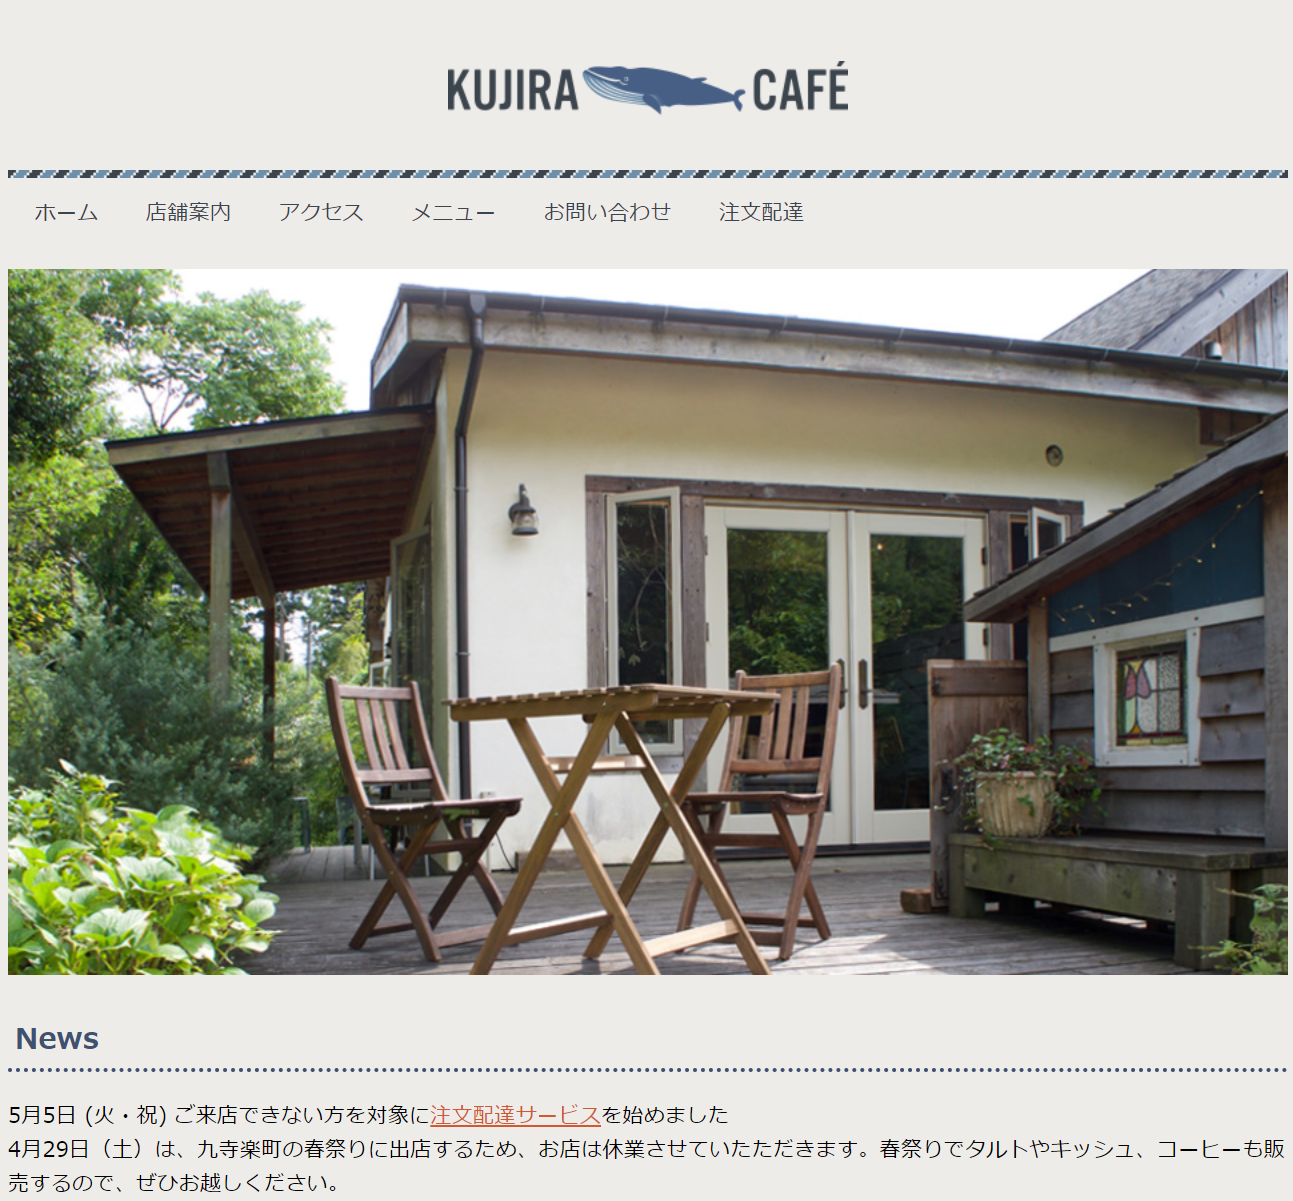 KUJIRA CAFÉ
ホーム 店舗案内 アクセス メニュー お問い合わせ 注文配達
News
5月5日 (火・祝) ご来店できない方を対象に注文配達サービスを始めました
4月29日（土）は、九寺楽町の春祭りに出店するため、お店は休業させていたただきます。春祭りでタルトやキッシュ、コーヒーも販
売するので、ぜひお越しください。